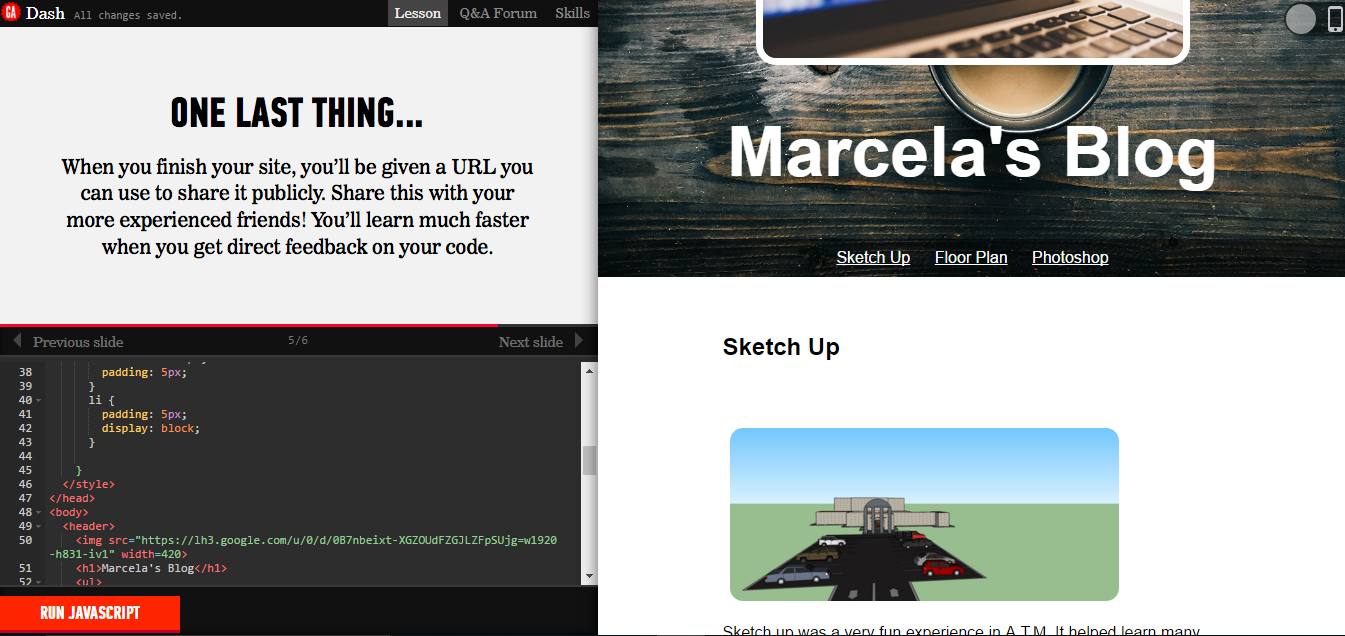 GA Dash All changes saved. Lesson Q&A Forum Skills
ONE LAST THING...
When you finish your site, you’ll be given a URL you
can use to share it publicly. Share this with your
more experienced friends! You’ll learn much faster
when you get direct feedback on your code.
Previous slide 5/6 Next slide
38 padding: 5px;
39 }
40 li {
41 padding: 5px;
42 display: block;
43 }
44
45 }
46 </style>
47 </head>
48 <body>
49 <header>
50 <img src="https://lh3.google.com/u/0/d/0B7nbeixt-XGZOUdFZGJLZFpSUjg=w1920
-h831-iv1" width=420>
51 <h1>Marcela's Blog</h1>
52 <ul>
RUN JAVASCRIPT
Marcela's Blog
Sketch Up Floor Plan Photoshop
Sketch Up
Sketch up was a very fun experience in A.T.M. It helped learn many